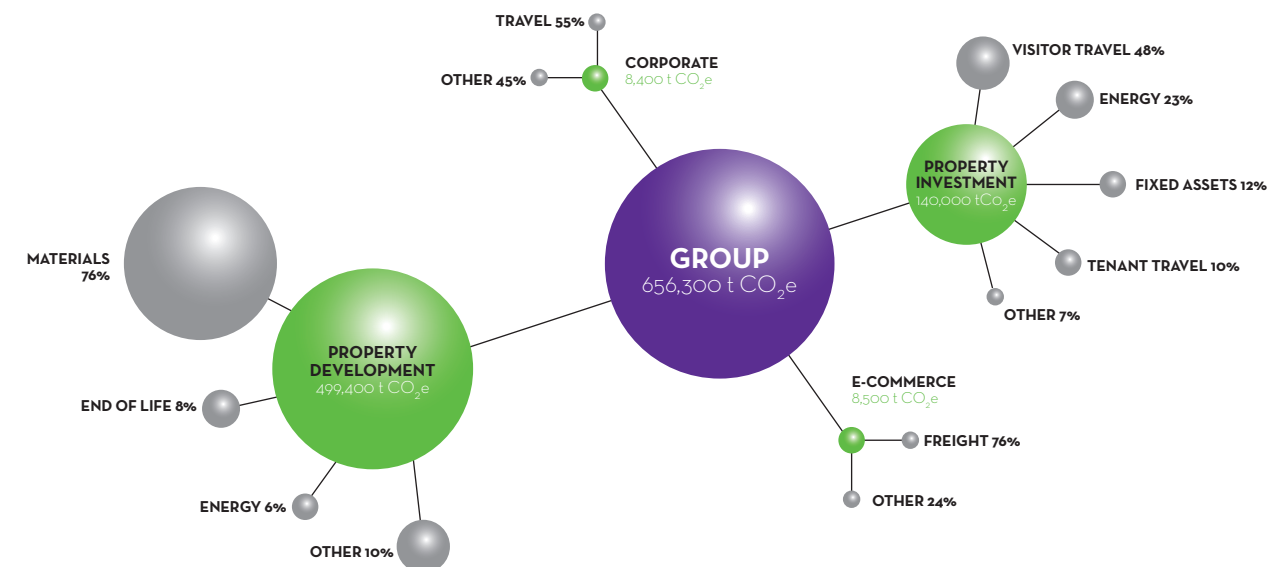 TRAVEL 55%
OTHER 45%
CORPORATE
8,400 t CO₂e
VISITOR TRAVEL 48%
ENERGY 23%
PROPERTY
INVESTMENT
140,000 tCo₂e
FIXED ASSETS 12%
TENANT TRAVEL 10%
OTHER 7%
GROUP
656,300 t CO₂e
MATERIALS
76%
PROPERTY
DEVELOPMENT
499,400 t CO₂e
END OF LIFE 8%
ENERGY 6%
OTHER 10%
E-COMMERCE
8,500 t CO₂e
FREIGHT 76%
OTHER 24%